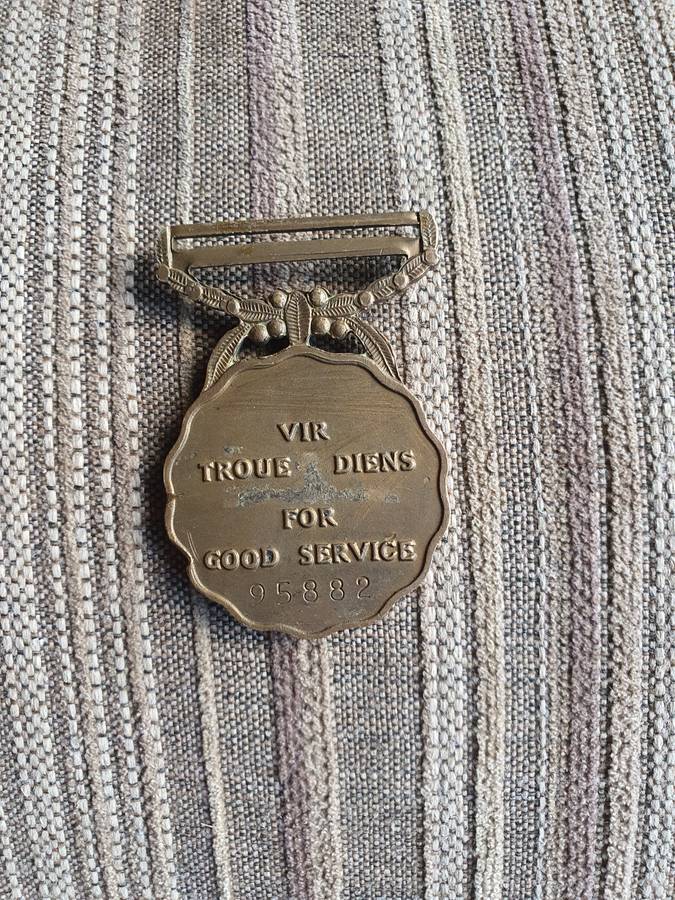 VIR
TROUE DIENS
FOR
GOOD SERVICE
95882